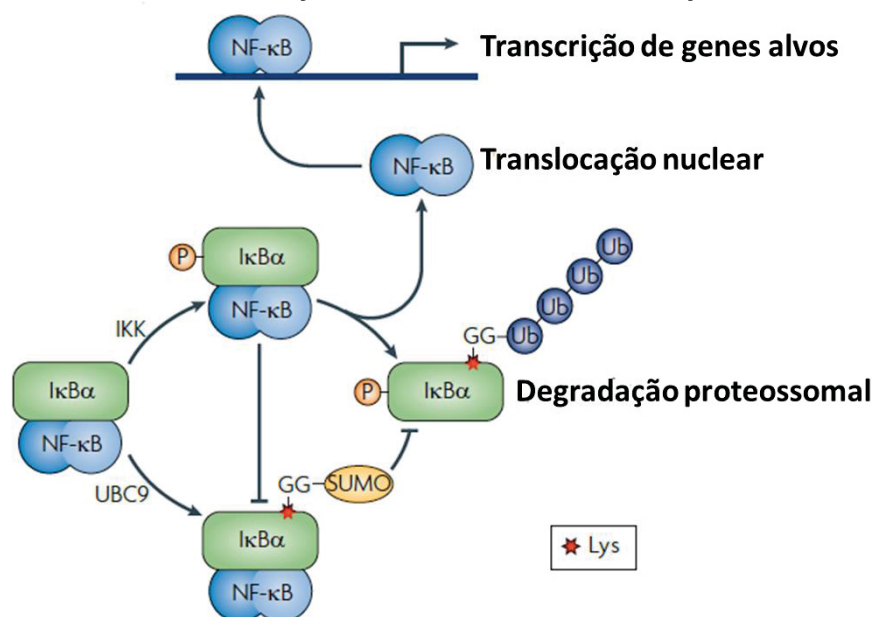 NF-κB
Transcrição de genes alvos
NF-κB
Translocação nuclear
P
IκBα
NF-κB
Ub
Ub
Ub
GG
Ub
IKK
IκBα
NF-κB
P
IκBα
Degradação proteossomal
UBC9
GG
SUMO
IκBα
NF-κB
Lys